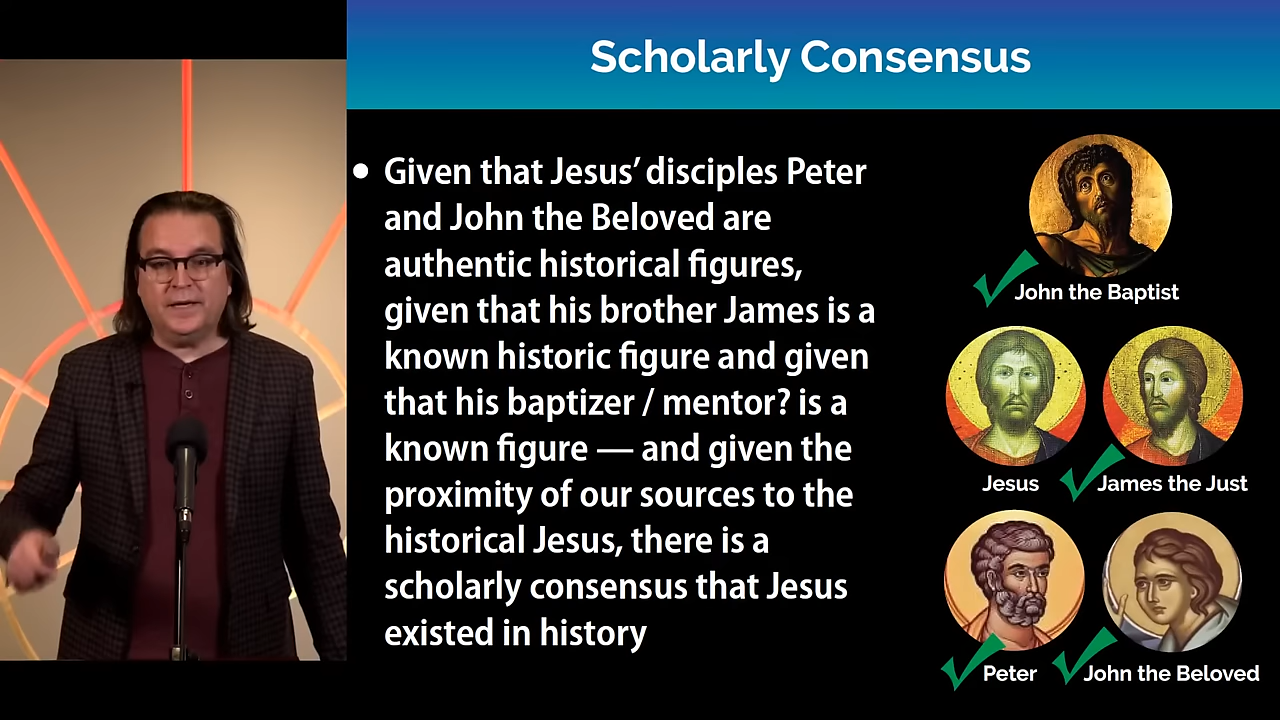 Scholarly Consensus
• Given that Jesus’ disciples Peter
and John the Beloved are
authentic historical figures,
given that his brother James is a
known historic figure and given
that his baptizer / mentor? is a
known figure — and given the
proximity of our sources to the
historical Jesus, there is a
scholarly consensus that Jesus
existed in history
John the Baptist
Jesus
James the Just
Peter
John the Beloved